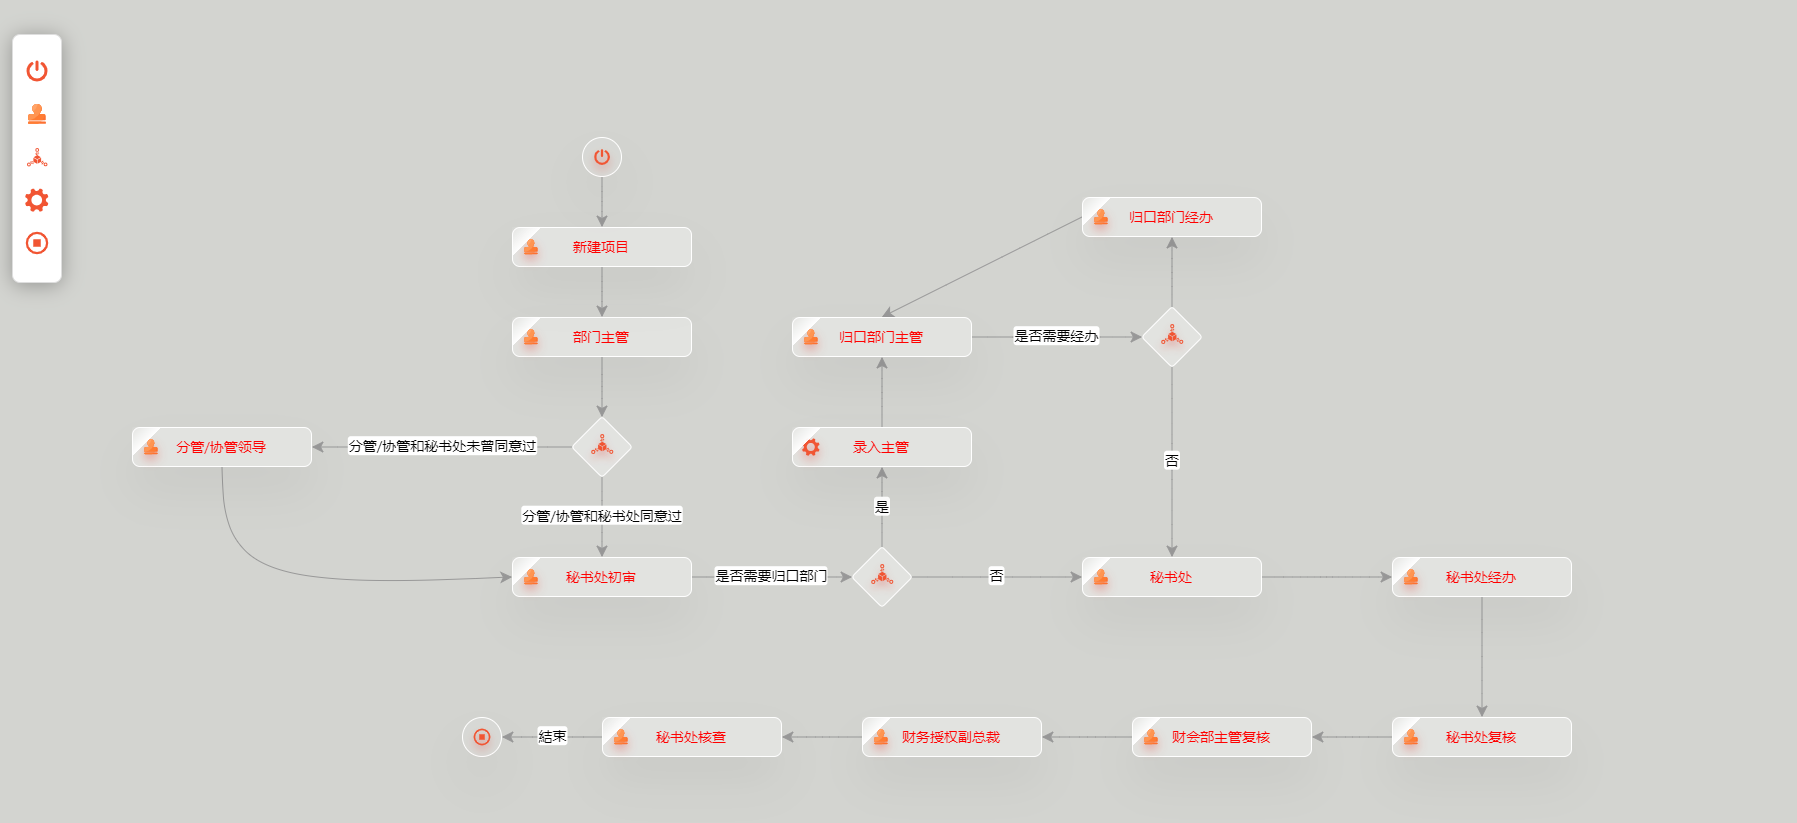 归口部门经办
新建项目
部门主管
归口部门主管
是否需要经办
分管/协管领导
分管/协管和秘书处未曾同意过
录入主管
否
是
分管/协管和秘书处同意过
秘书处初审
是否需要归口部门
否
秘书处
秘书处经办
結束
秘书处核查
财务授权副总裁
财会部主管复核
秘书处复核